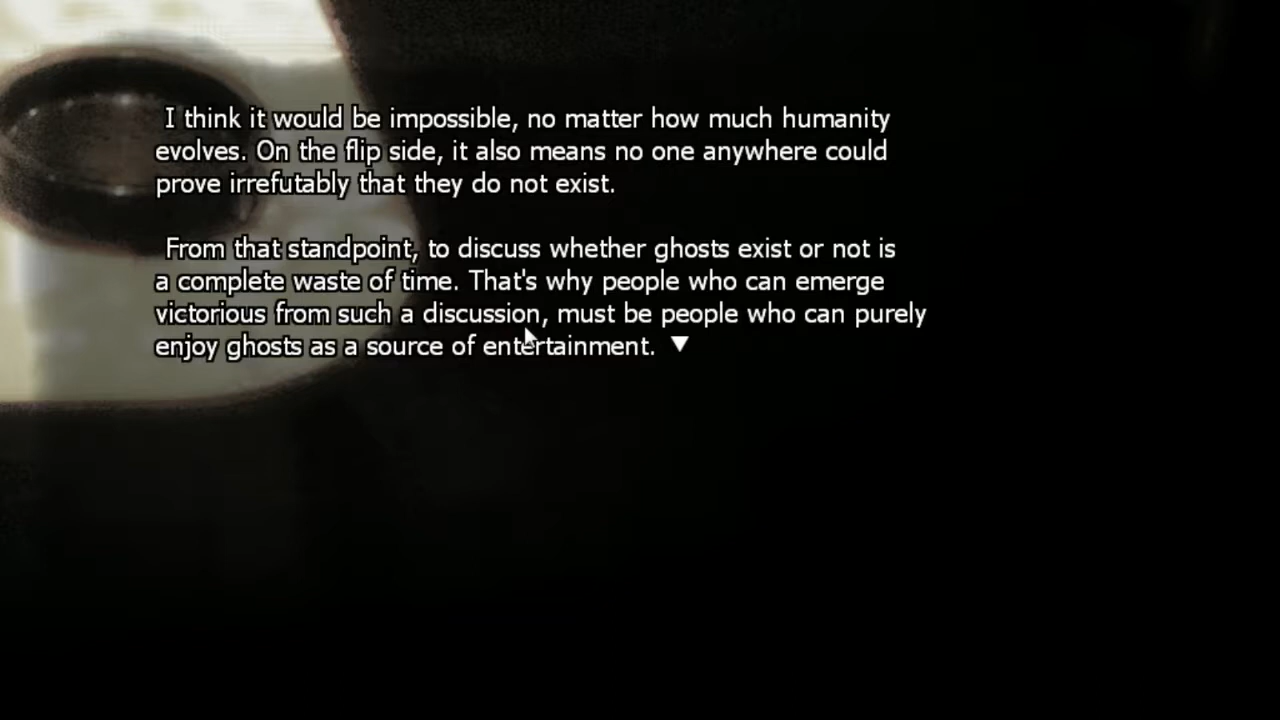 I think it would be impossible, no matter how much humanity
evolves. On the flip side, it also means no one anywhere could
prove irrefutably that they do not exist.
From that standpoint, to discuss whether ghosts exist or not is
a complete waste of time. That's why people who can emerge
victorious from such a discussion, must be people who can purely
enjoy ghosts as a source of entertainment.